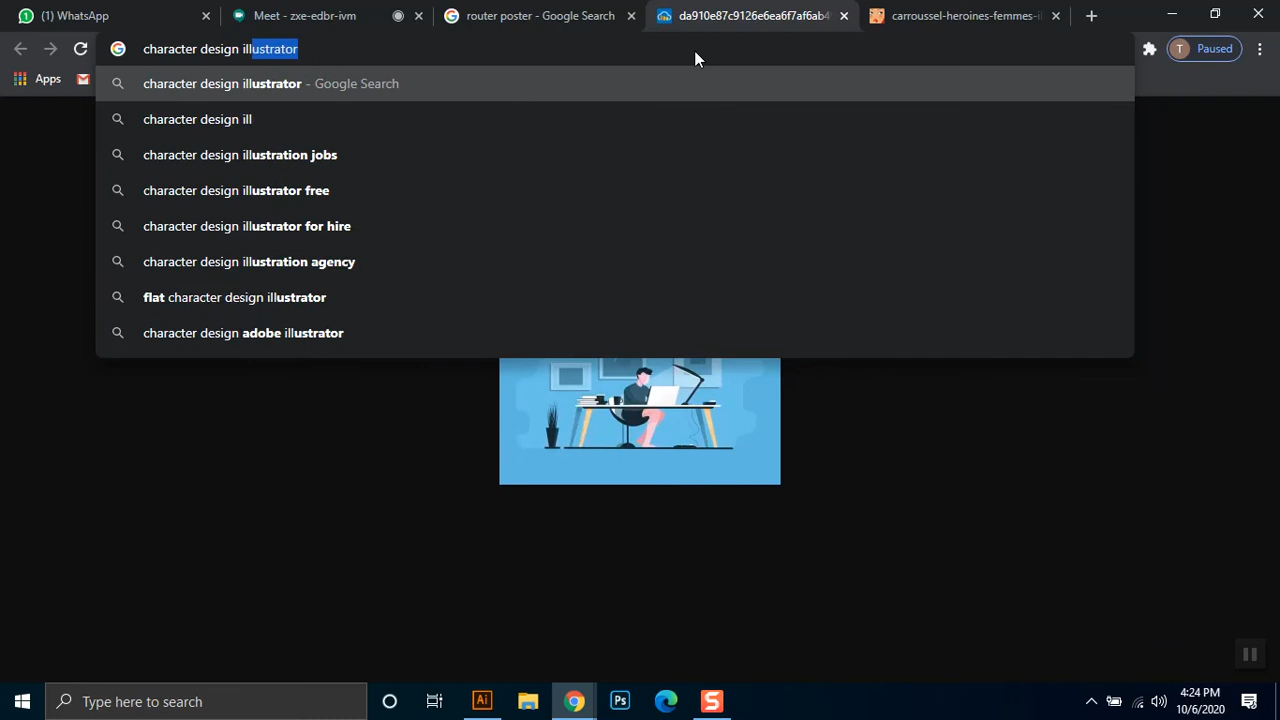 (1) WhatsApp
Meet - zxe-edbr-ivm
router poster - Google Search
da910e87c9126e6ea6f7af6ab4
carroussel-heroines-femmes-il
character design illustrator
T Paused
Apps
character design illustrator - Google Search
character design ill
character design illustration jobs
character design illustrator free
character design illustrator for hire
character design illustration agency
flat character design illustrator
character design adobe illustrator
Type here to search
Ai
Ps
S
4:24 PM
10/6/2020